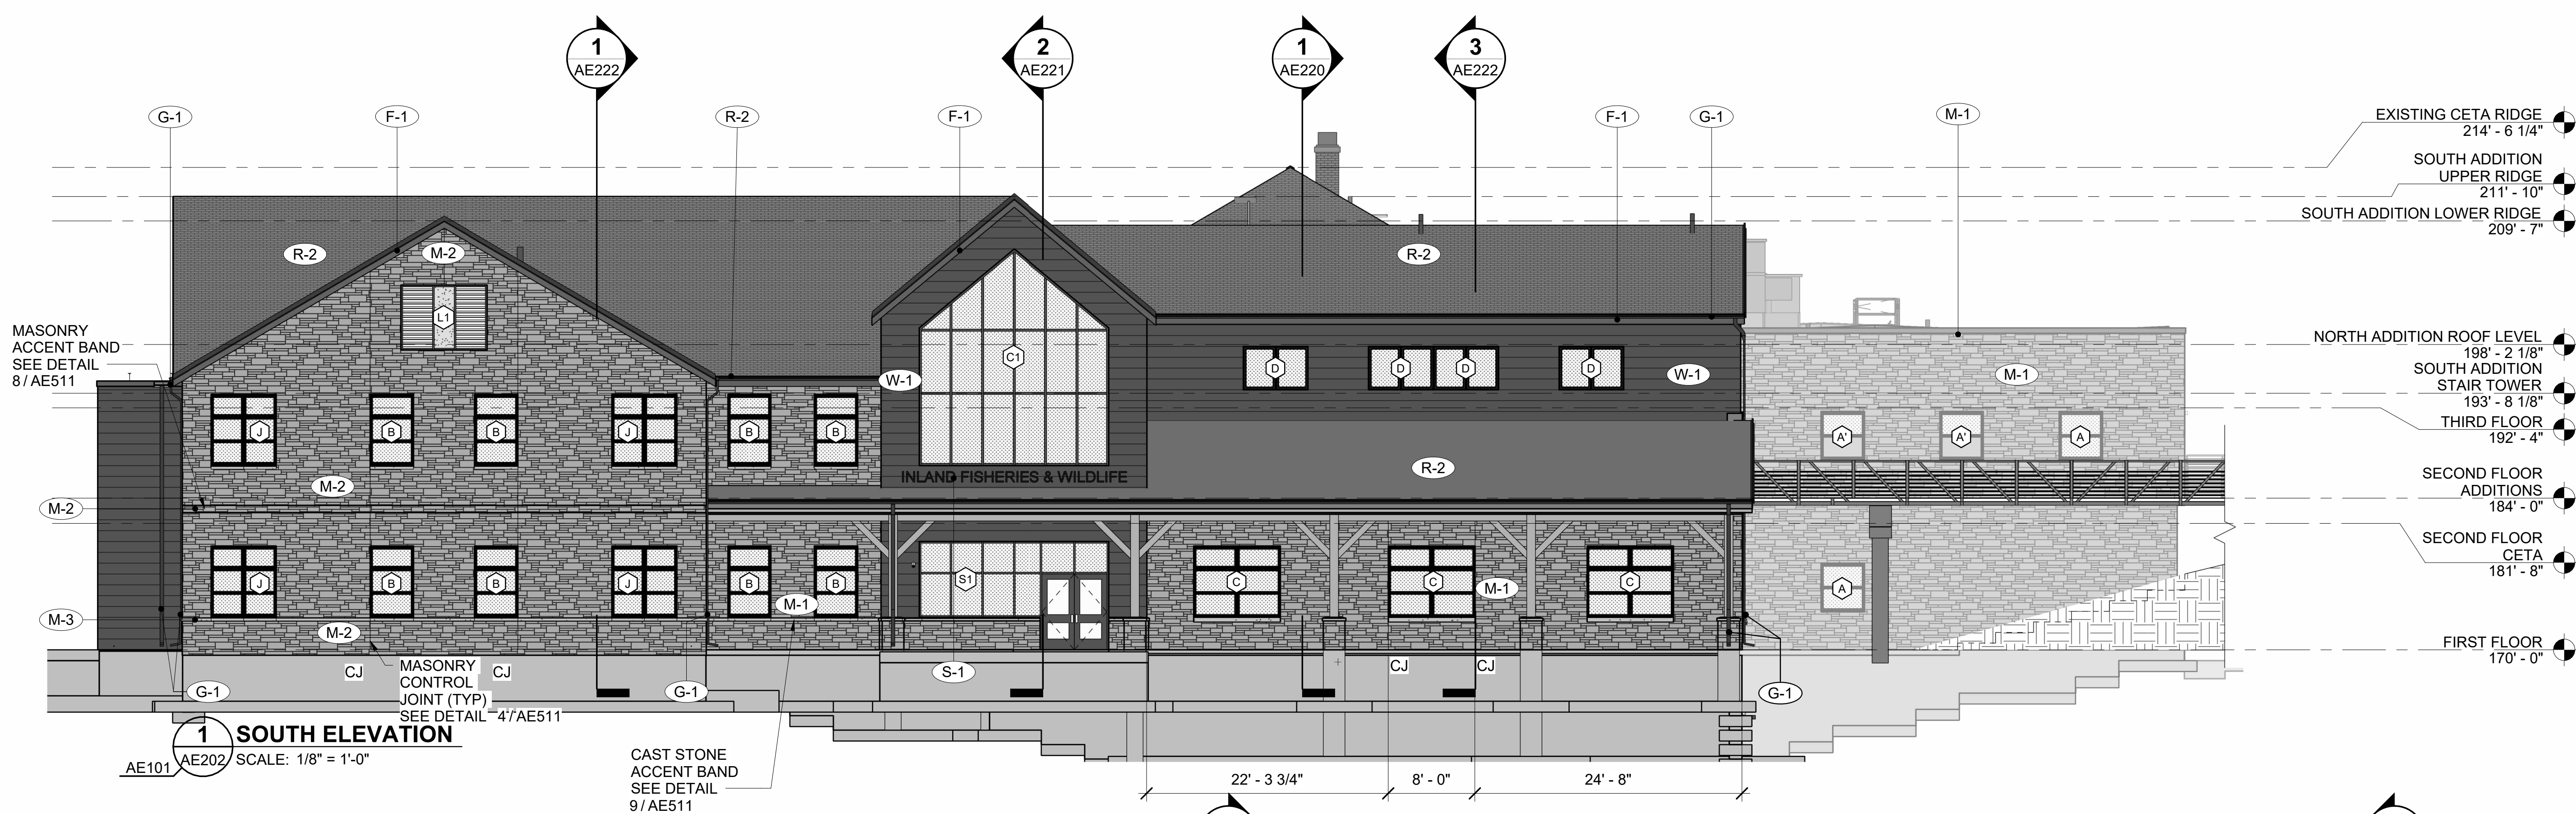 1
AE222
2
AE221
1
AE220
3
AE222
G-1
F-1
R-2
F-1
F-1
G-1
M-1
EXISTING CETA RIDGE
214' - 6 1/4"
SOUTH ADDITION
UPPER RIDGE
211' - 10"
SOUTH ADDITION LOWER RIDGE
209' - 7"
R-2
M-2
R-2
L1
C1
MASONRY
ACCENT BAND
SEE DETAIL
8 / AE511
NORTH ADDITION ROOF LEVEL
198' - 2 1/8"
SOUTH ADDITION
STAIR TOWER
193' - 8 1/8"
THIRD FLOOR
192' - 4"
D
D
D
D
W-1
W-1
M-1
J
B
B
J
B
B
A'
A'
A
R-2
INLAND FISHERIES & WILDLIFE
M-2
M-2
SECOND FLOOR
ADDITIONS
184' - 0"
SECOND FLOOR
CETA
181' - 8"
J
B
B
J
B
B
S1
C
C
C
A
M-1
M-1
M-3
M-2
FIRST FLOOR
170' - 0"
CJ
CJ
CJ
CJ
MASONRY
CONTROL
JOINT (TYP)
SEE DETAIL 4 / AE511
G-1
G-1
S-1
G-1
1
AE202
SOUTH ELEVATION
SCALE: 1/8" = 1'-0"
AE101
CAST STONE
ACCENT BAND
SEE DETAIL
9 / AE511
22' - 3 3/4"
8' - 0"
24' - 8"